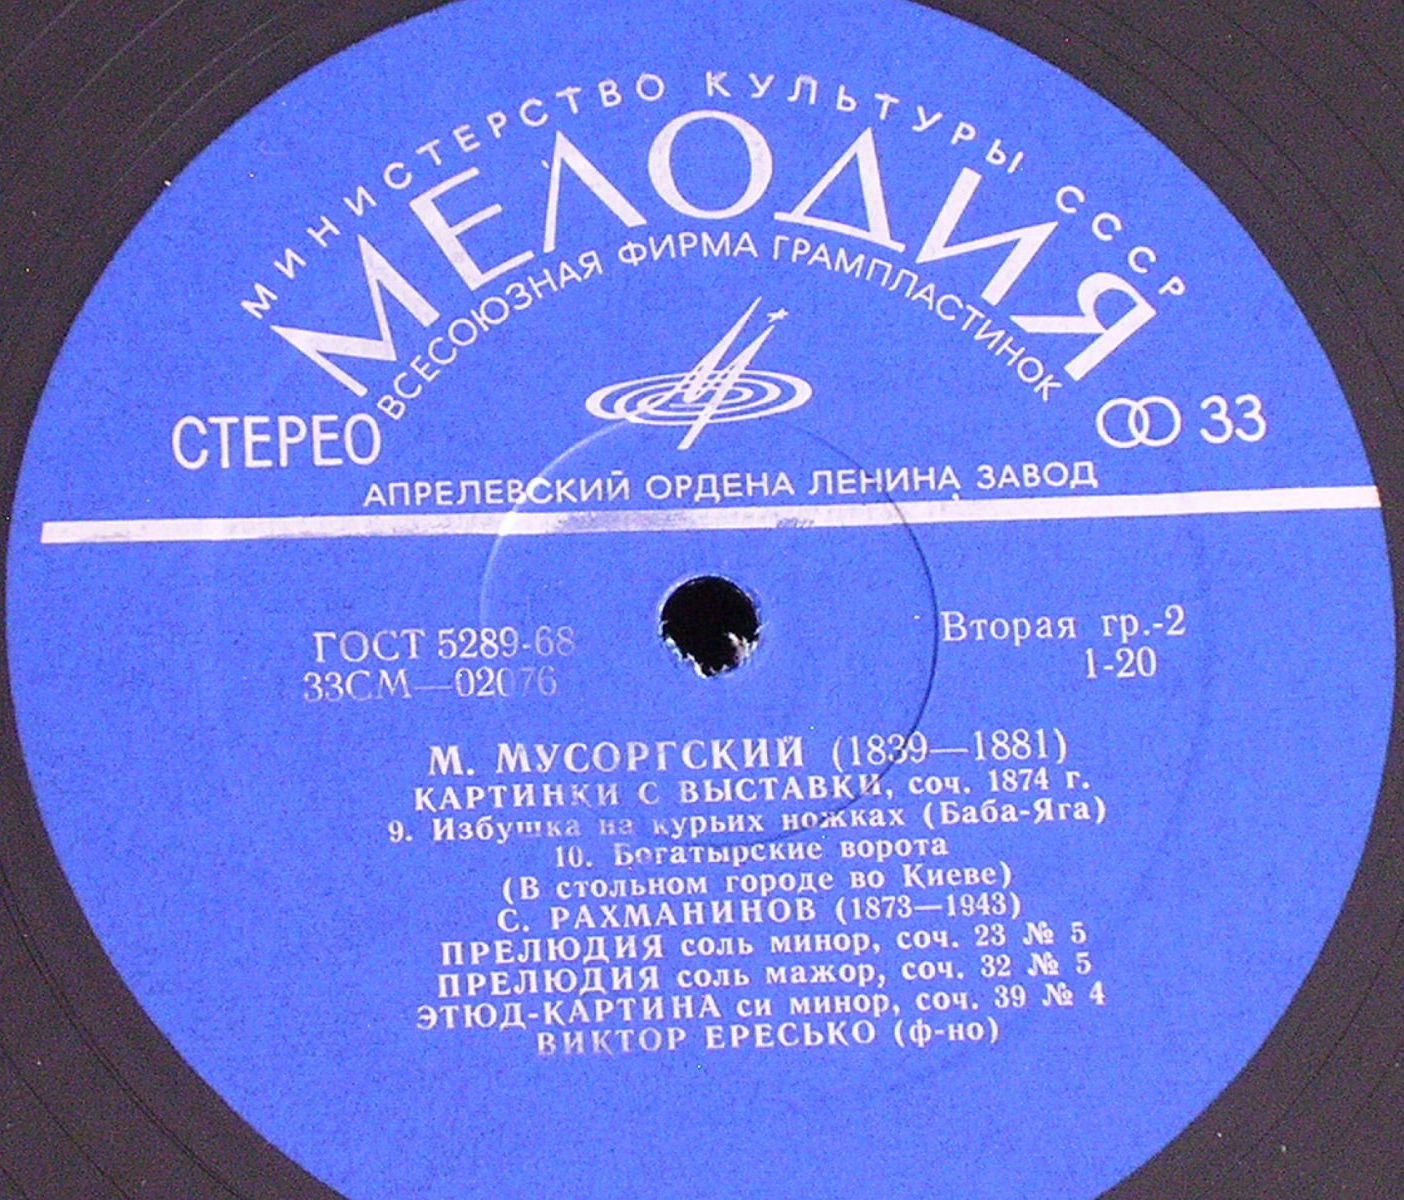 МИНИСТЕРСТВО КУЛЬТУРЫ СССР
МЕЛОДИЯ
ВСЕСОЮЗНАЯ ФИРМА ГРАМПЛАСТИНОК
СТЕРЕО
33
АПРЕЛЕВСКИЙ ОРДЕНА ЛЕНИНА ЗАВОД
ГОСТ 5289-68
33СМ—02076
Вторая гр.-2
1-20
М. МУСОРГСКИЙ (1839—1881)
КАРТИНКИ С ВЫСТАВКИ, соч. 1874 г.
9. Избушка на курьих ножках (Баба-Яга)
10. Богатырские ворота
(В стольном городе во Киеве)
С. РАХМАНИНОВ (1873—1943)
ПРЕЛЮДИЯ соль минор, соч. 23 № 5
ПРЕЛЮДИЯ соль мажор, соч. 32 № 5
ЭТЮД-КАРТИНА си минор, соч. 39 № 4
ВИКТОР ЕРЕСЬКО (ф-но)